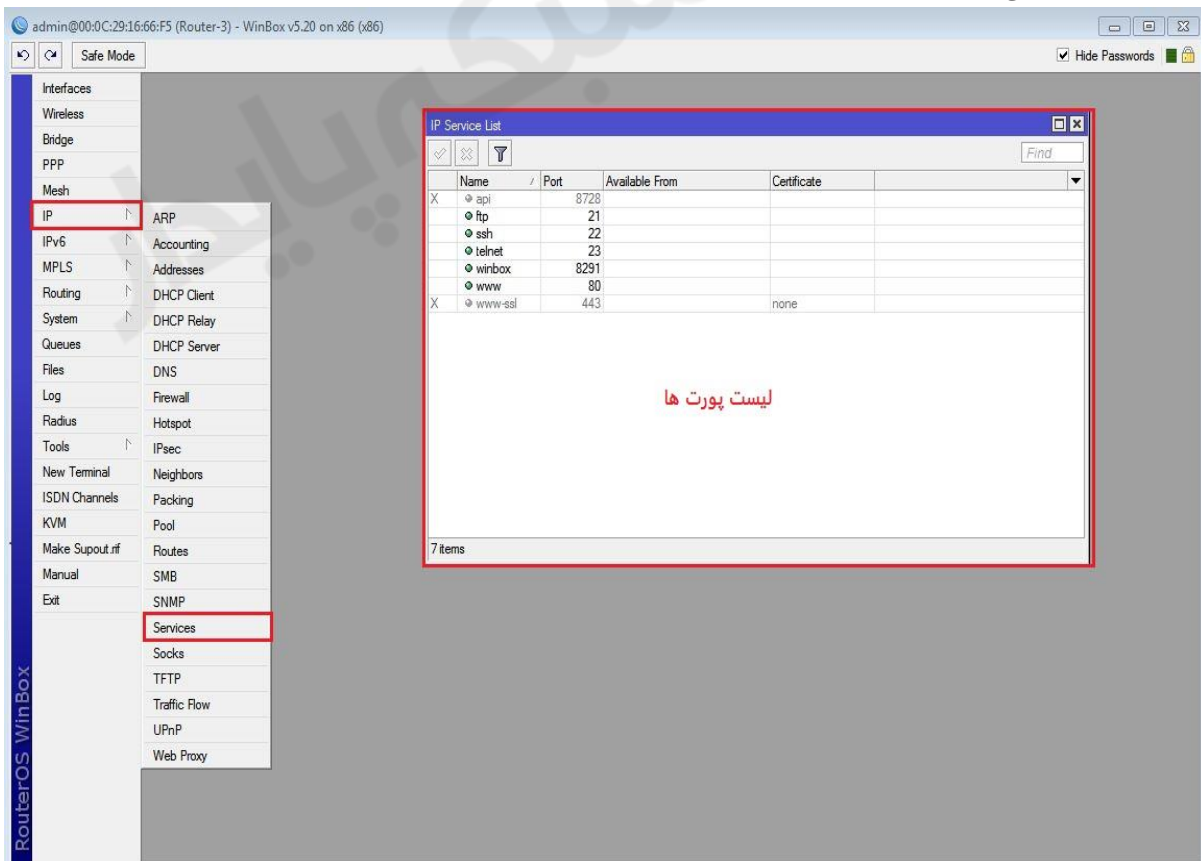 admin@00:0C:29:16:66:F5 (Router-3) - WinBox v5.20 on x86 (x86)
Safe Mode
Hide Passwords
Interfaces
Wireless
Bridge
PPP
Mesh
IP
IPv6
MPLS
Routing
System
Queues
Files
Log
Radius
Tools
New Terminal
ISDN Channels
KVM
Make Supout.rif
Manual
Exit
RouterOS WinBox
ARP
Accounting
Addresses
DHCP Client
DHCP Relay
DHCP Server
DNS
Firewall
Hotspot
IPsec
Neighbors
Packing
Pool
Routes
SMB
SNMP
Services
Socks
TFTP
Traffic Flow
UPnP
Web Proxy
IP Service List
Find
Name Port Available From Certificate
X api 8728
ftp 21
ssh 22
telnet 23
winbox 8291
www 80
X www-ssl 443 none
لیست پورت ها
7 items
شبکه پایدار